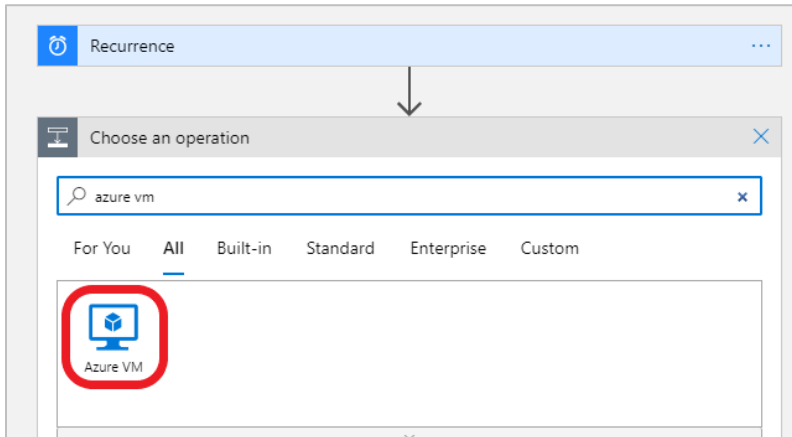 Recurrence
Choose an operation
azure vm
For You All Built-in Standard Enterprise Custom
Azure VM